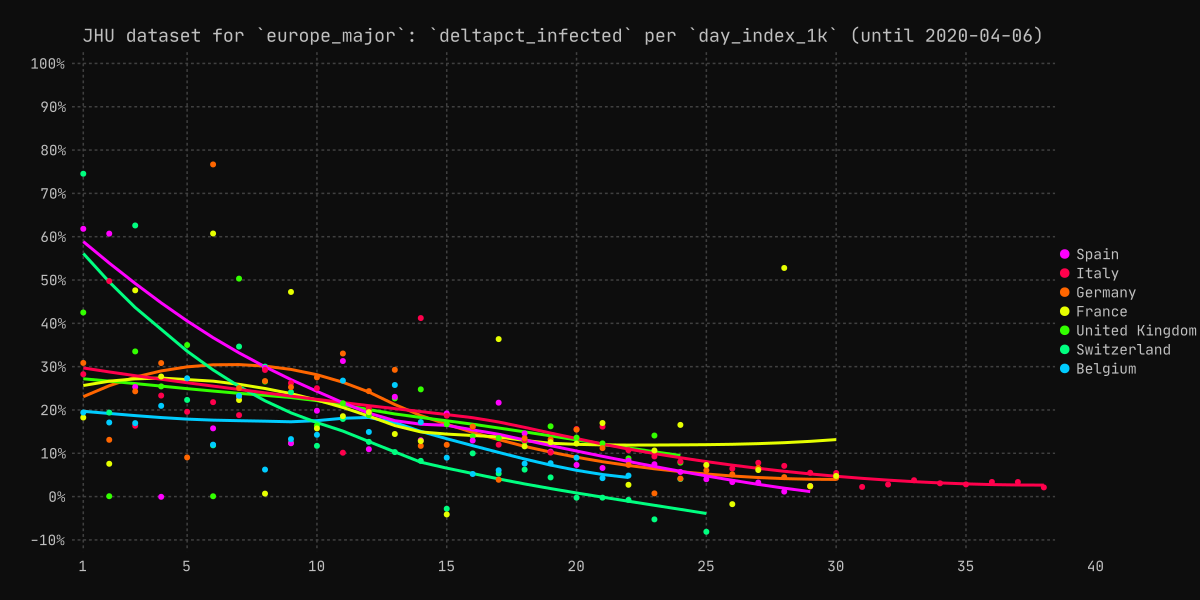 JHU dataset for `europe_major`: `deltapct_infected` per `day_index_1k` (until 2020-04-06)
100%
90%
80%
70%
60%
50%
40%
30%
20%
10%
0%
-10%
1 5 10 15 20 25 30 35 40
Spain
Italy
Germany
France
United Kingdom
Switzerland
Belgium